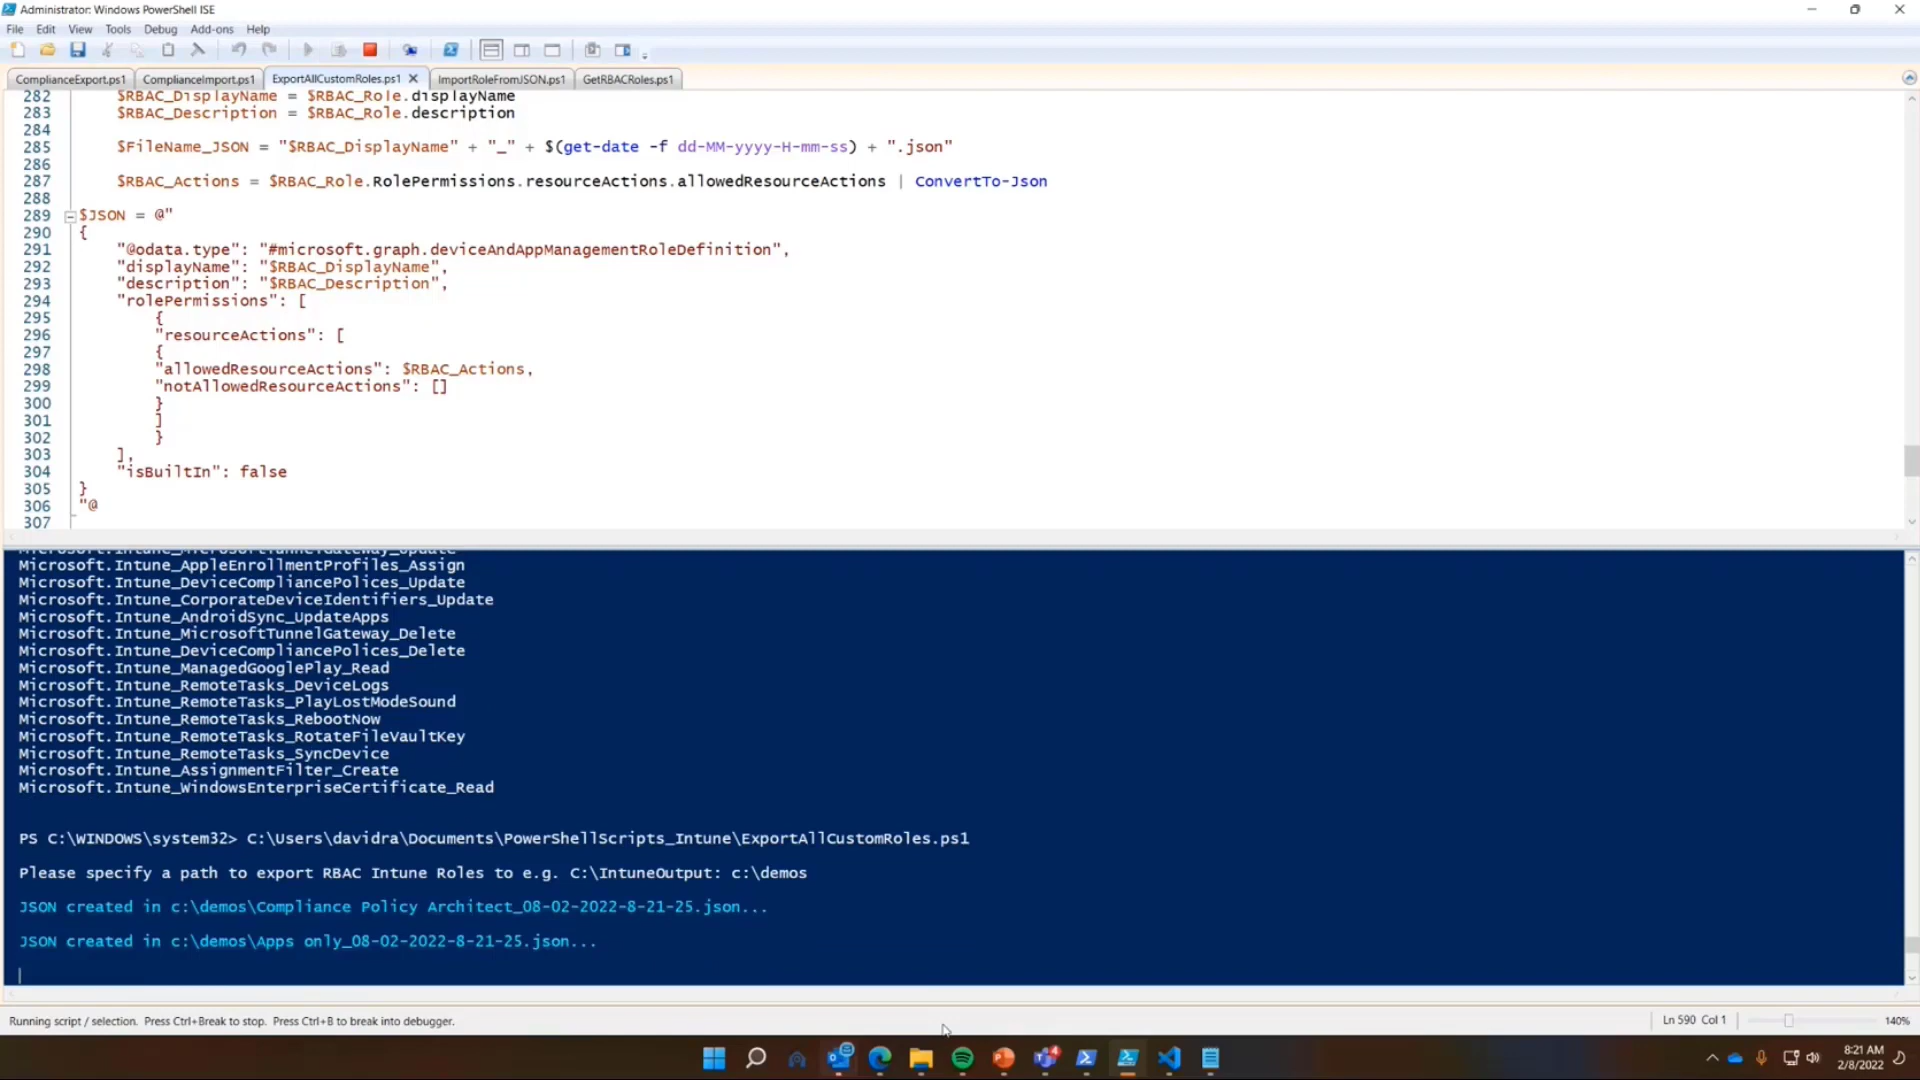 Administrator: Windows PowerShell ISE
File Edit View Tools Debug Add-ons Help
ComplianceExport.ps1 ComplianceImport.ps1 ExportAllCustomRoles.ps1 ImportRoleFromJSON.ps1 GetRBACRoles.ps1
282 $RBAC_DisplayName = $RBAC_Role.displayName
283 $RBAC_Description = $RBAC_Role.description
284
285 $FileName_JSON = "$RBAC_DisplayName" + "_" + $(get-date -f dd-MM-yyyy-H-mm-ss) + ".json"
286
287 $RBAC_Actions = $RBAC_Role.RolePermissions.resourceActions.allowedResourceActions | ConvertTo-Json
288
289 $JSON = @"
290 {
291 "@odata.type": "#microsoft.graph.deviceAndAppManagementRoleDefinition",
292 "displayName": "$RBAC_DisplayName",
293 "description": "$RBAC_Description",
294 "rolePermissions": [
295 {
296 "resourceActions": [
297 {
298 "allowedResourceActions": $RBAC_Actions,
299 "notAllowedResourceActions": []
300 }
301 ]
302 }
303 ],
304 "isBuiltIn": false
305 }
306 "@
307
Microsoft.Intune_MicrosoftTunnelGateway_Update
Microsoft.Intune_AppleEnrollmentProfiles_Assign
Microsoft.Intune_DeviceCompliancePolices_Update
Microsoft.Intune_CorporateDeviceIdentifiers_Update
Microsoft.Intune_AndroidSync_UpdateApps
Microsoft.Intune_MicrosoftTunnelGateway_Delete
Microsoft.Intune_DeviceCompliancePolices_Delete
Microsoft.Intune_ManagedGooglePlay_Read
Microsoft.Intune_RemoteTasks_DeviceLogs
Microsoft.Intune_RemoteTasks_PlayLostModeSound
Microsoft.Intune_RemoteTasks_RebootNow
Microsoft.Intune_RemoteTasks_RotateFileVaultKey
Microsoft.Intune_RemoteTasks_SyncDevice
Microsoft.Intune_AssignmentFilter_Create
Microsoft.Intune_WindowsEnterpriseCertificate_Read
PS C:\WINDOWS\system32> C:\Users\davidra\Documents\PowerShellScripts_Intune\ExportAllCustomRoles.ps1
Please specify a path to export RBAC Intune Roles to e.g. C:\IntuneOutput: c:\demos
JSON created in c:\demos\Compliance Policy Architect_08-02-2022-8-21-25.json...
JSON created in c:\demos\Apps only_08-02-2022-8-21-25.json...
Running script / selection. Press Ctrl+Break to stop. Press Ctrl+B to break into debugger.
Ln 590 Col 1
140%
4
8:21 AM
2/8/2022